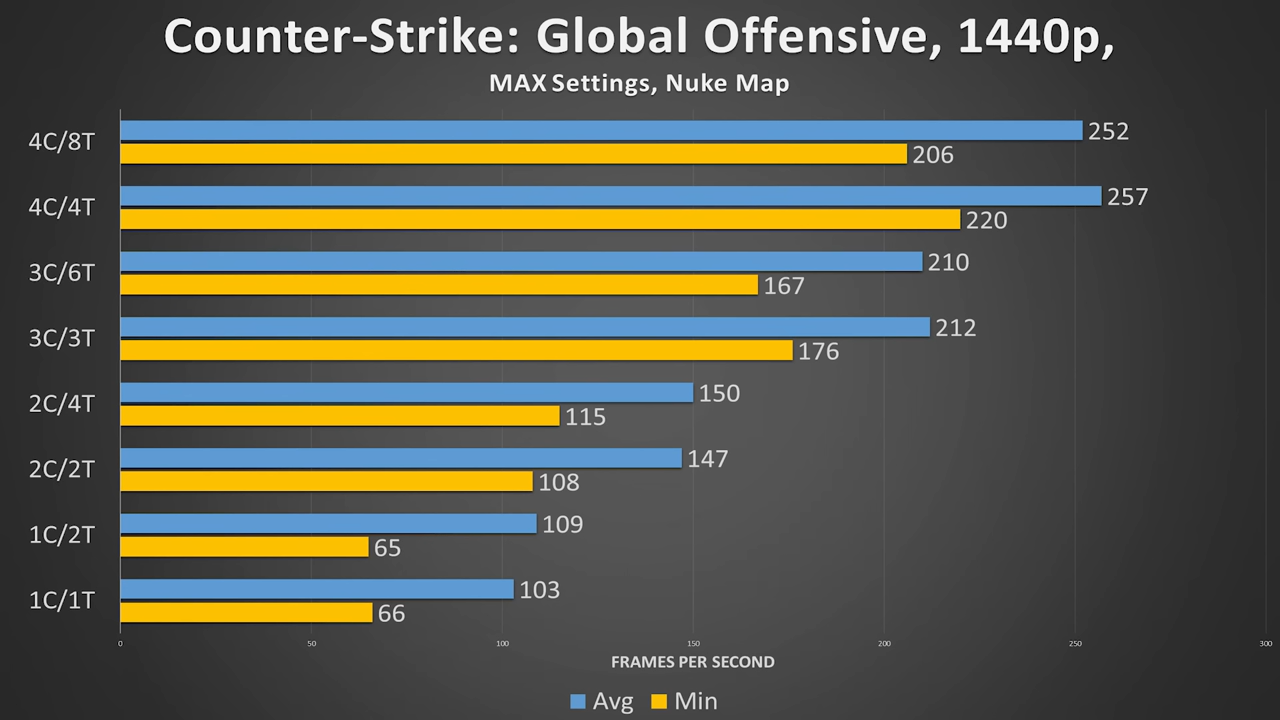 Counter-Strike: Global Offensive, 1440p,
MAX Settings, Nuke Map
4C/8T
252
206
4C/4T
257
220
3C/6T
210
167
3C/3T
212
176
2C/4T
150
115
2C/2T
147
108
1C/2T
109
65
1C/1T
103
66
0 50 100 150 200 250 300
FRAMES PER SECOND
Avg Min